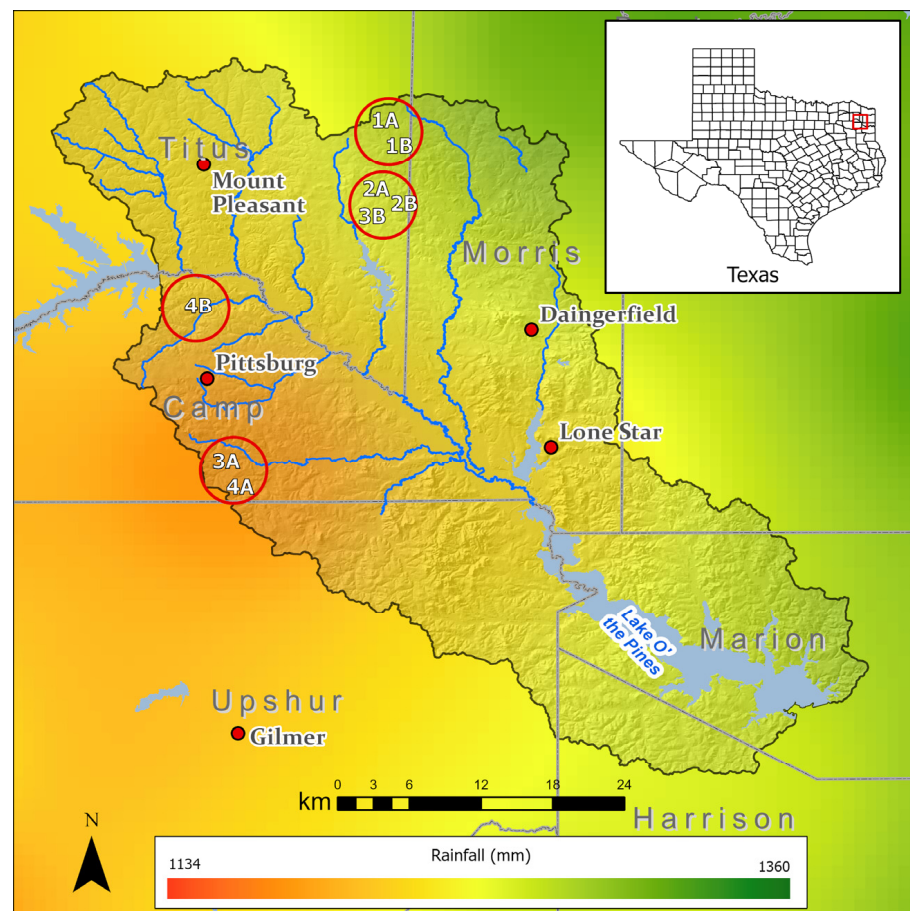 Texas
1A
1B
Titus
Mount
Pleasant
2A
2B
3B
Morris
4B
Daingerfield
Pittsburg
Camp
Lone Star
3A
4A
Lake O'
the Pines
Marion
Upshur
Gilmer
0 3 6 12 18 24
km
Harrison
N
Rainfall (mm)
1134
1360